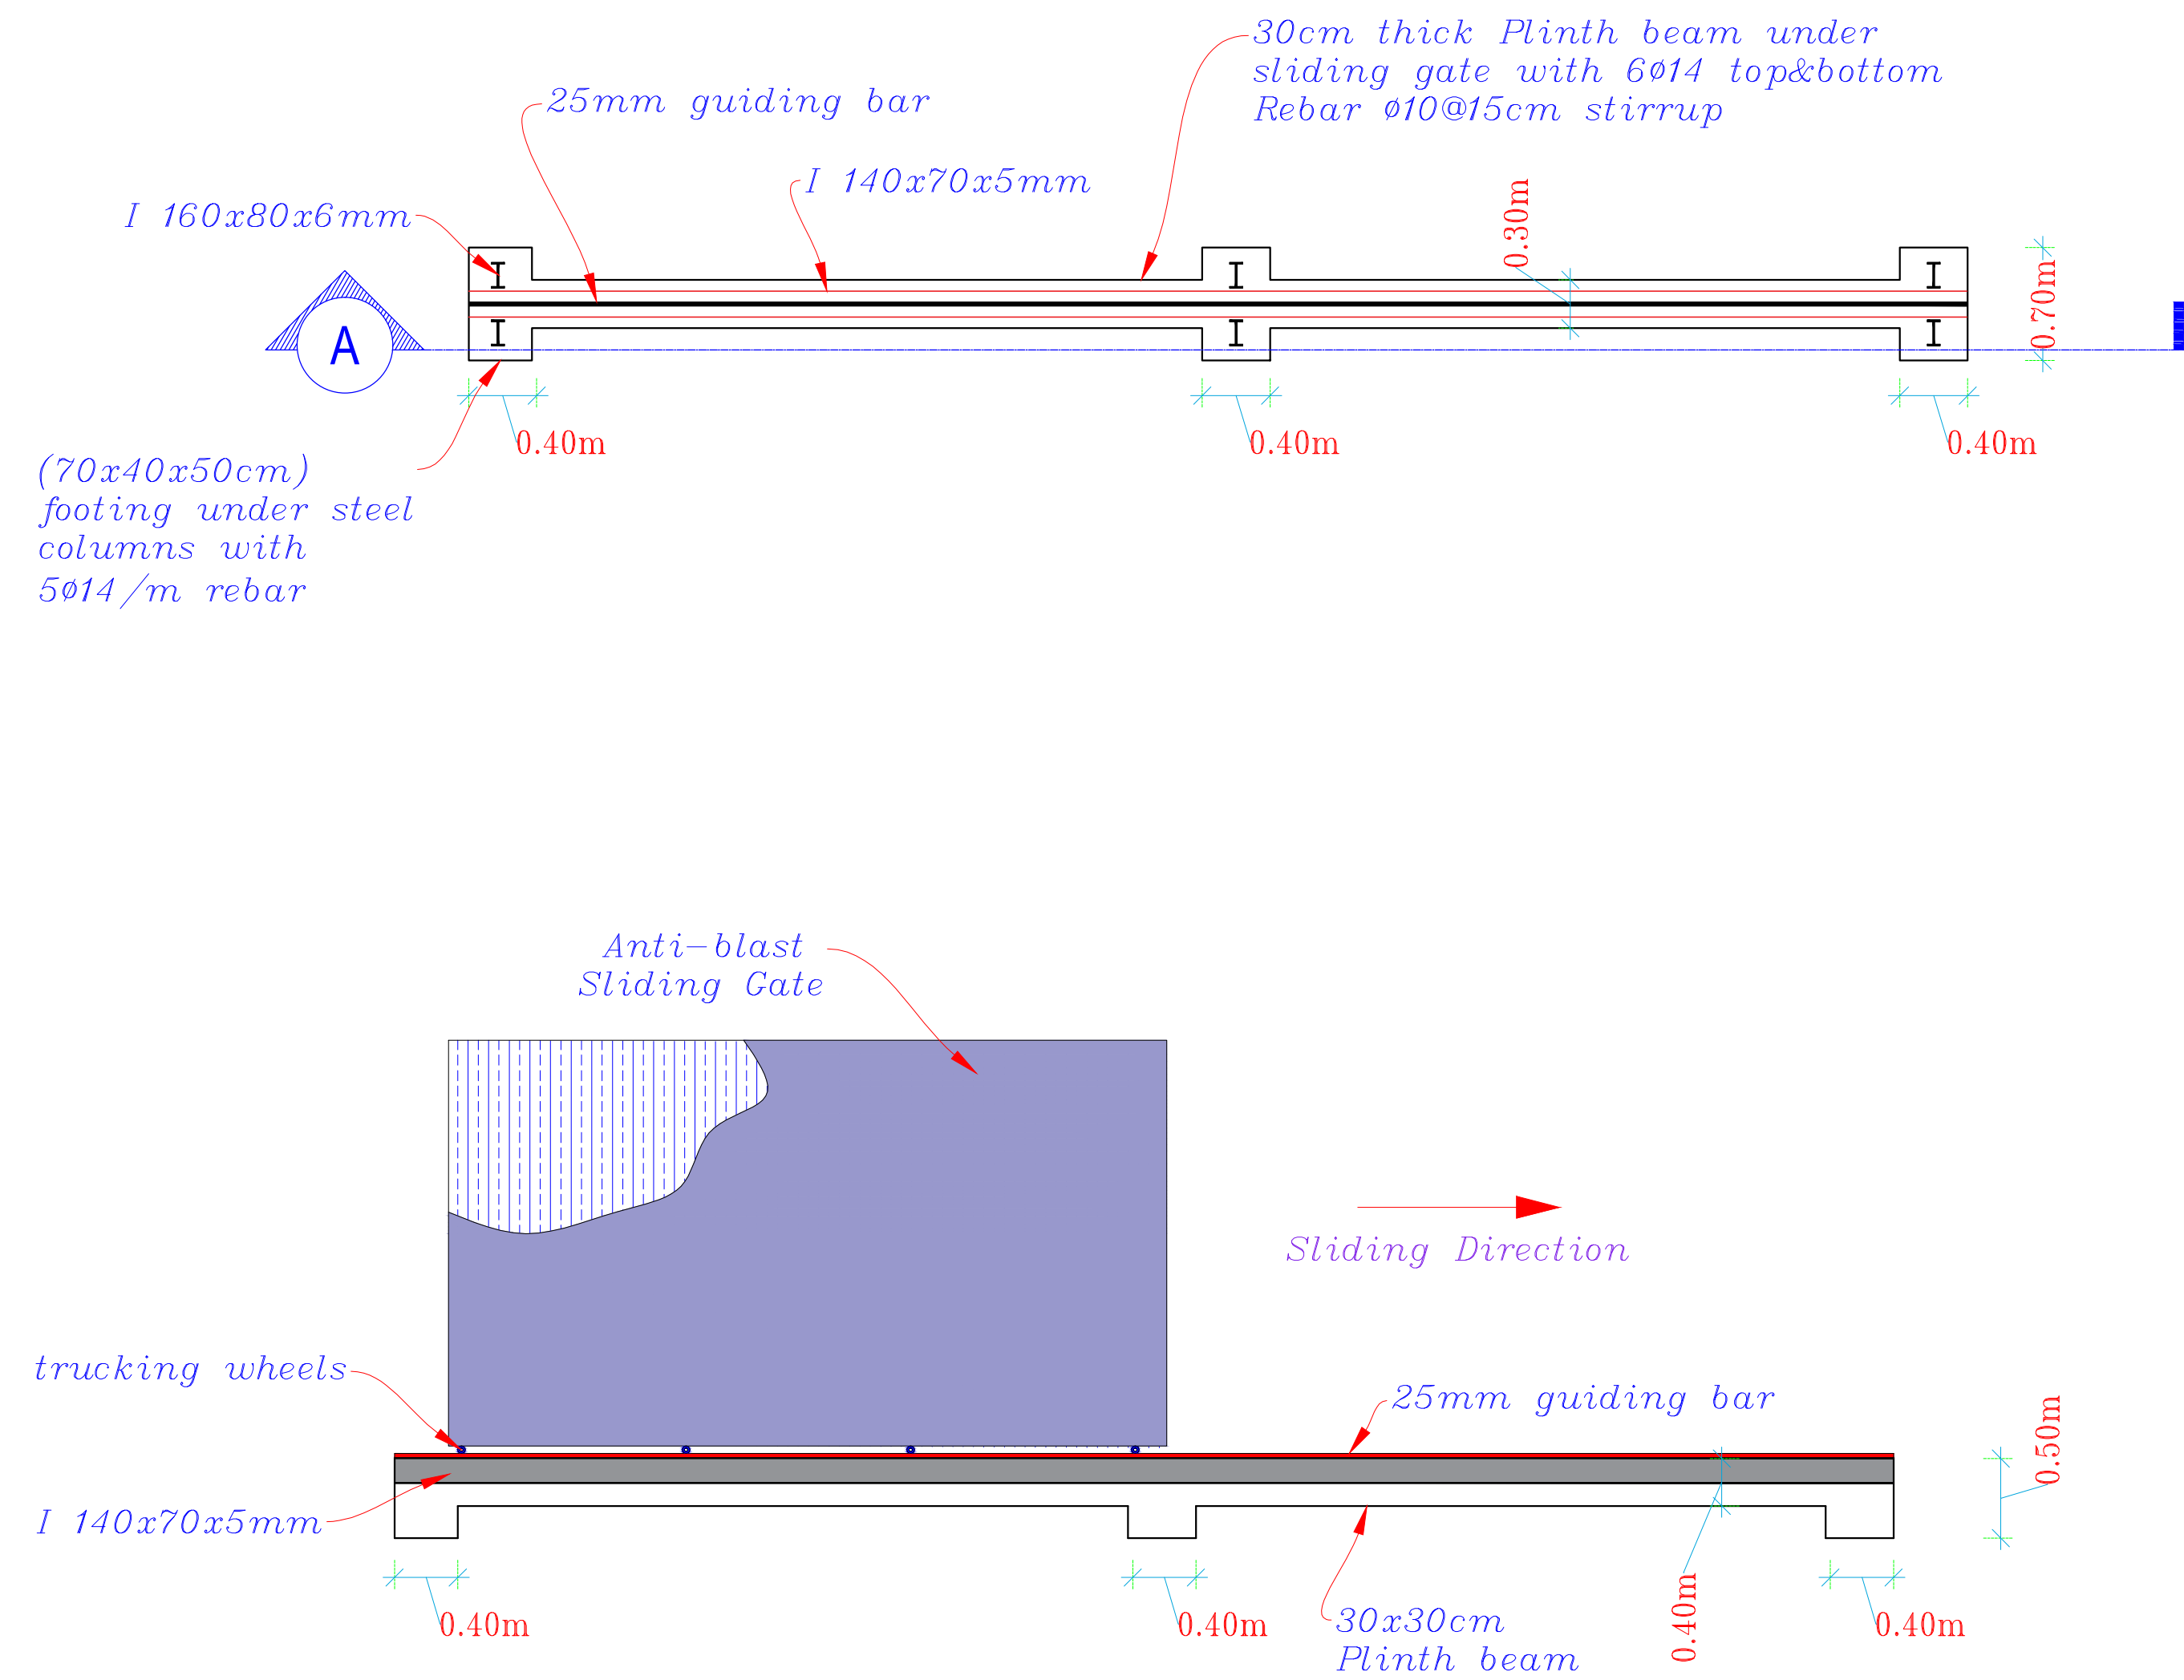 30cm thick Plinth beam under
sliding gate with 6ø14 top&bottom
Rebar ø10@15cm stirrup
25mm guiding bar
I 140x70x5mm
I 160x80x6mm
0.30m
0.70m
A
0.40m
0.40m
0.40m
(70x40x50cm)
footing under steel
columns with
5ø14/m rebar
Anti-blast
Sliding Gate
Sliding Direction
trucking wheels
25mm guiding bar
0.50m
I 140x70x5mm
0.40m
0.40m
30x30cm
Plinth beam
0.40m
0.40m